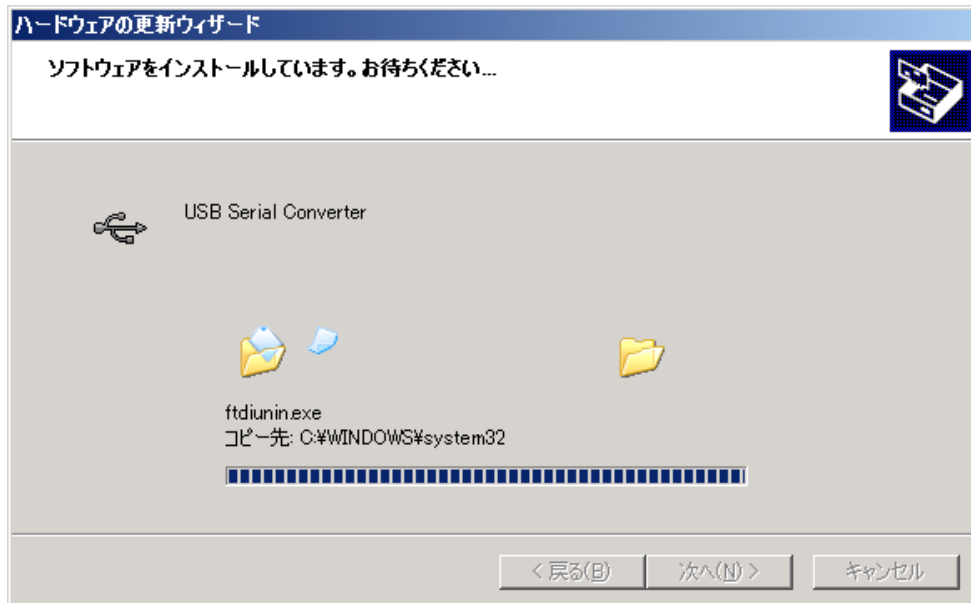 ハードウェアの更新ウィザード
ソフトウェアをインストールしています。お待ちください...
USB Serial Converter
ftdiunin.exe
コピー先: C:¥WINDOWS¥system32
< 戻る(B)
次へ(N) >
キャンセル